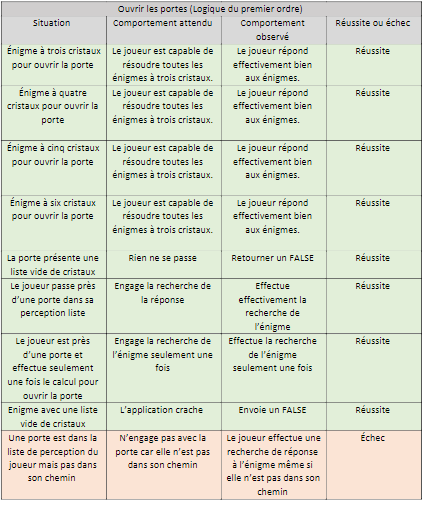 Ouvrir les portes (Logique du premier ordre)
Situation
Comportement attendu
Comportement
observé
Réussite ou échec
Énigme à trois cristaux
pour ouvrir la porte
Le joueur est capable de
résoudre toutes les
énigmes à trois cristaux.
Le joueur répond
effectivement bien
aux énigmes.
Réussite
Énigme à quatre
cristaux pour ouvrir la
porte
Le joueur est capable de
résoudre toutes les
énigmes à trois cristaux.
Le joueur répond
effectivement bien
aux énigmes.
Réussite
Énigme à cinq cristaux
pour ouvrir la porte
Le joueur est capable de
résoudre toutes les
énigmes à trois cristaux.
Le joueur répond
effectivement bien
aux énigmes.
Réussite
Énigme à six cristaux
pour ouvrir la porte
Le joueur est capable de
résoudre toutes les
énigmes à trois cristaux.
Le joueur répond
effectivement bien
aux énigmes.
Réussite
La porte présente une
liste vide de cristaux
Rien ne se passe
Retourner un FALSE
Réussite
Le joueur passe près
d'une porte dans sa
perception liste
Engage la recherche de
la réponse
Effectue
effectivement la
recherche de
l'énigme
Réussite
Le joueur est près
d'une porte et
effectue seulement
une fois le calcul pour
ouvrir la porte
Engage la recherche de
l'énigme seulement une
fois
Effectue la recherche
de l'énigme
seulement une fois
Réussite
Enigme avec une liste
vide de cristaux
L'application crache
Envoie un FALSE
Réussite
Une porte est dans la
liste de perception du
joueur mais pas dans
son chemin
N'engage pas avec la
porte car elle n'est pas
dans son chemin
Le joueur effectue une
recherche de réponse
à l'énigme même si
elle n'est pas dans son
chemin
Échec